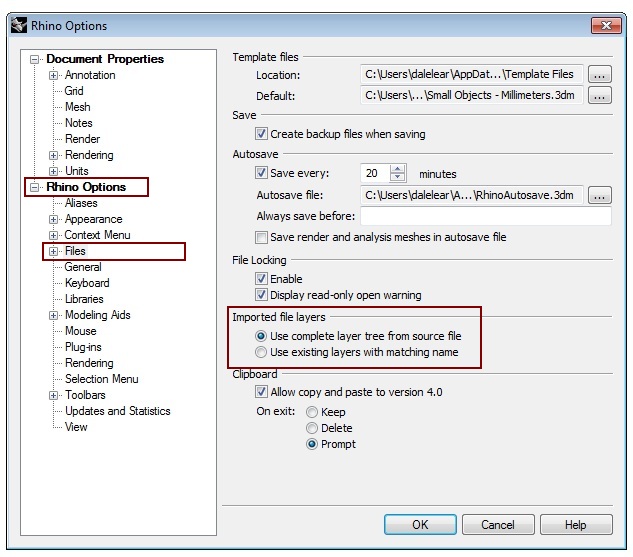 Rhino Options
Document Properties
Annotation
Grid
Mesh
Notes
Render
Rendering
Units
Rhino Options
Aliases
Appearance
Context Menu
Files
General
Keyboard
Libraries
Modeling Aids
Mouse
Plug-ins
Rendering
Selection Menu
Toolbars
Updates and Statistics
View
Template files
Location: C:\Users\dalelear\AppDat...\Template Files ...
Default: C:\Users\...\Small Objects - Millimeters.3dm ...
Save
Create backup files when saving
Autosave
Save every: 20 minutes
Autosave file: C:\Users\dalelear\A...\RhinoAutosave.3dm ...
Always save before:
Save render and analysis meshes in autosave file
File Locking
Enable
Display read-only open warning
Imported file layers
Use complete layer tree from source file
Use existing layers with matching name
Clipboard
Allow copy and paste to version 4.0
On exit: Keep
Delete
Prompt
OK Cancel Help